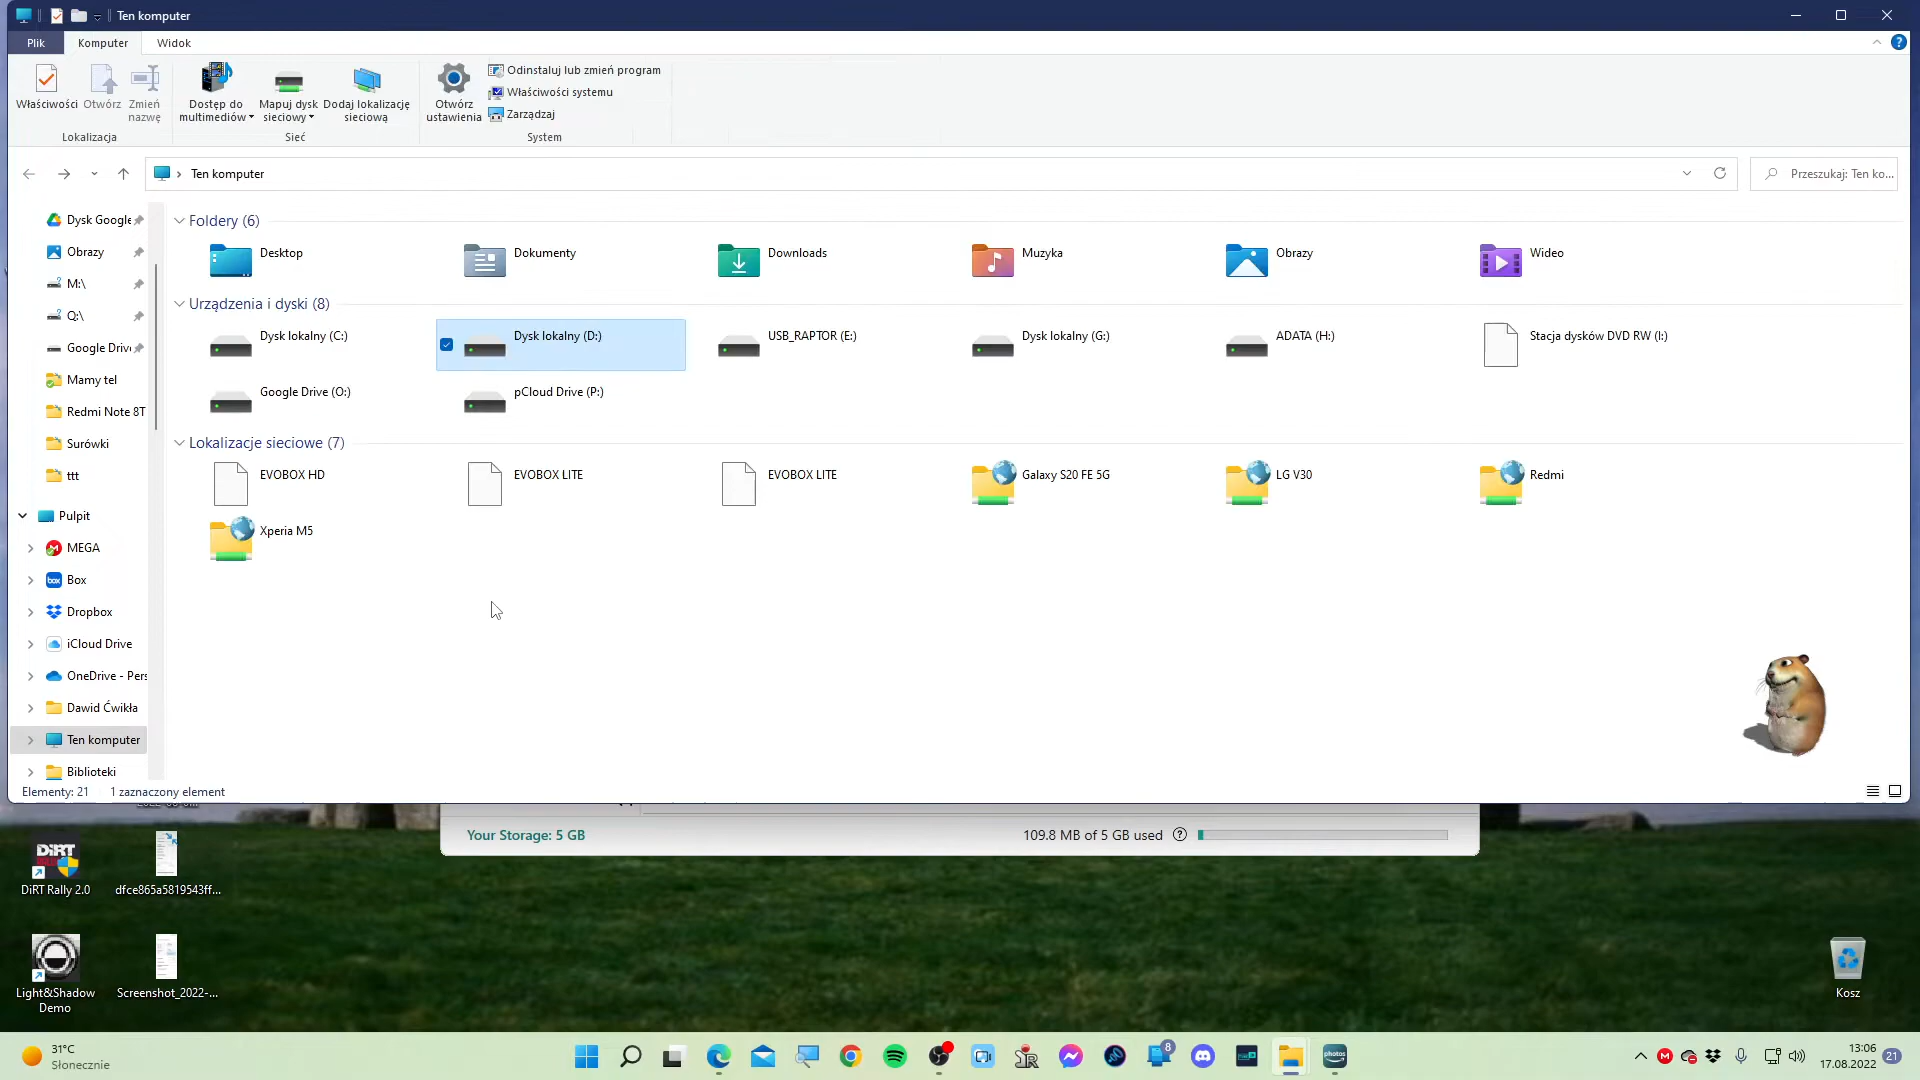 Ten komputer
Plik
Komputer
Widok
Właściwości
Otwórz
Zmień nazwę
Lokalizacja
Dostęp do multimediów
Mapuj dysk sieciowy
Dodaj lokalizację sieciową
Sieć
Otwórz ustawienia
Odinstaluj lub zmień program
Właściwości systemu
Zarządzaj
System
Ten komputer
Przeszukaj: Ten ko...
Dysk Google
Obrazy
M:\
Q:\
Google Driv
Mamy tel
Redmi Note 8T
Surówki
ttt
Pulpit
MEGA
Box
Dropbox
iCloud Drive
OneDrive - Pers
Dawid Ćwikła
Ten komputer
Biblioteki
Foldery (6)
Desktop
Dokumenty
Downloads
Muzyka
Obrazy
Wideo
Urządzenia i dyski (8)
Dysk lokalny (C:)
Dysk lokalny (D:)
USB_RAPTOR (E:)
Dysk lokalny (G:)
ADATA (H:)
Stacja dysków DVD RW (I:)
Google Drive (O:)
pCloud Drive (P:)
Lokalizacje sieciowe (7)
EVOBOX HD
EVOBOX LITE
EVOBOX LITE
Galaxy S20 FE 5G
LG V30
Redmi
Xperia M5
Elementy: 21
1 zaznaczony element
Your Storage: 5 GB
109.8 MB of 5 GB used
DiRT
DiRT Rally 2.0
dfce865a5819543ff...
Light&Shadow Demo
Screenshot_2022-...
Kosz
31°C
Słonecznie
8
photos
13:06
17.08.2022
21